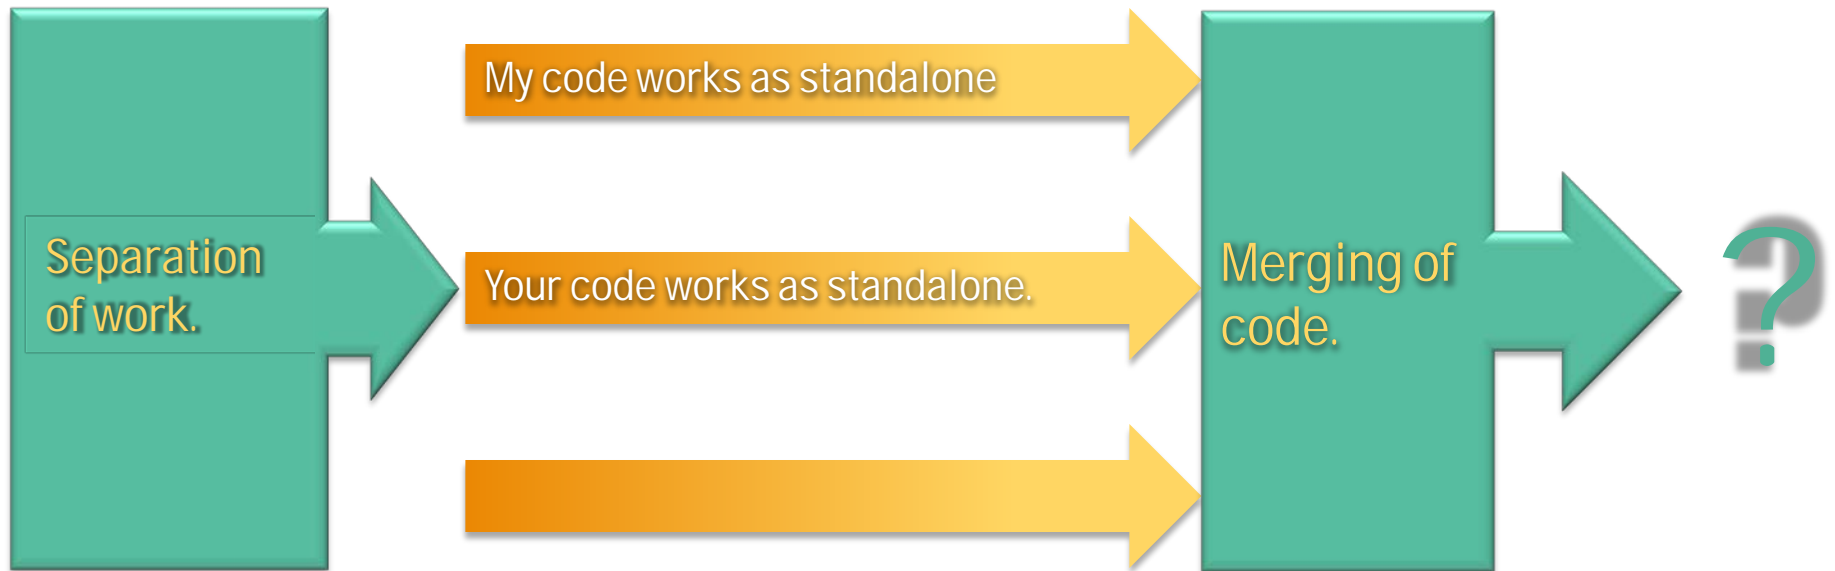 My code works as standalone
Separation
of work.
Your code works as standalone.
Merging of
code.
?